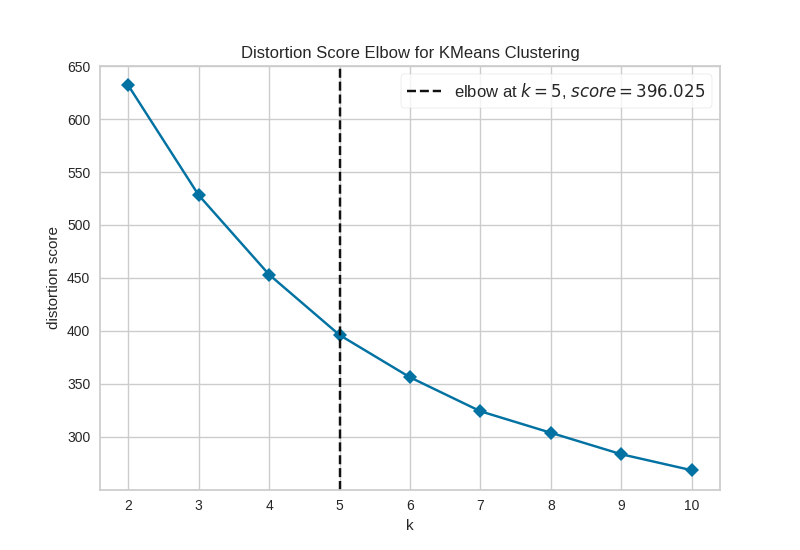 Distortion Score Elbow for KMeans Clustering
elbow at k = 5, score = 396.025
distortion score
650
600
550
500
450
400
350
300
2 3 4 5 6 7 8 9 10
k